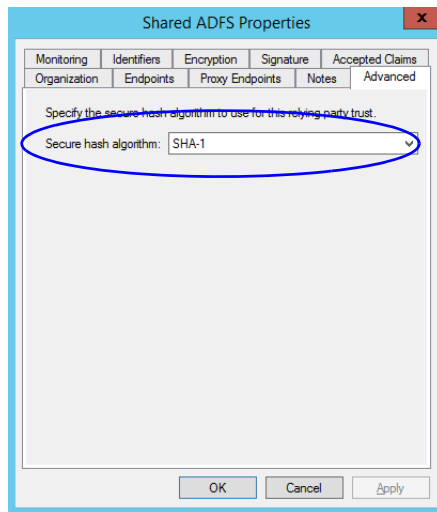 Shared ADFS Properties
x
Monitoring Identifiers Encryption Signature Accepted Claims
Organization Endpoints Proxy Endpoints Notes Advanced
Specify the secure hash algorithm to use for this relying party trust.
Secure hash algorithm: SHA-1
OK Cancel Apply